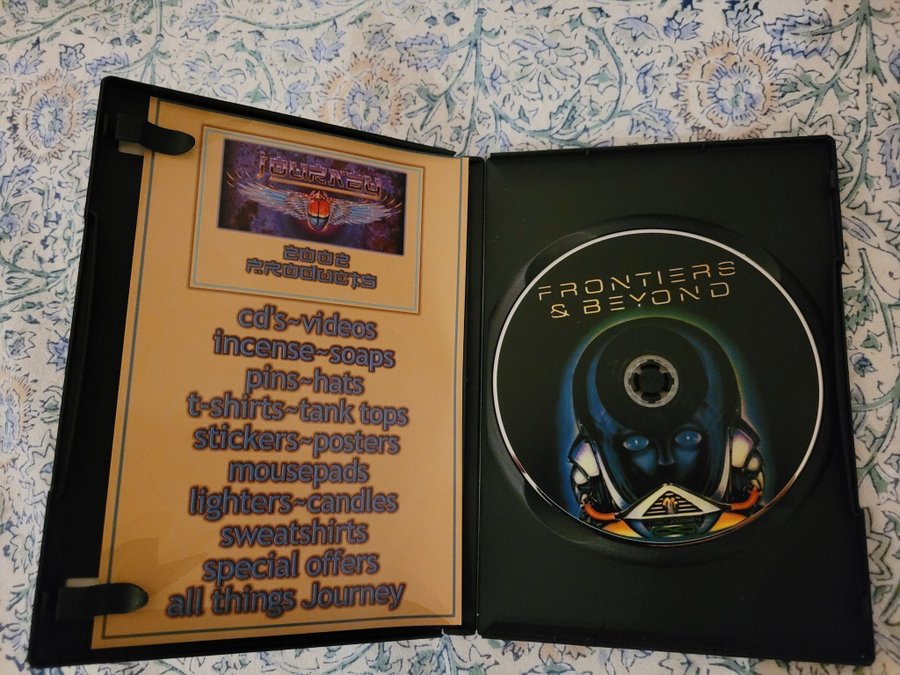 JOURNEY
2002
PRODUCTS
cd's~videos
incense~soaps
pins~hats
t-shirts~tank tops
stickers~posters
mousepads
lighters~candles
sweatshirts
special offers
all things Journey
FRONTIERS
& BEYOND